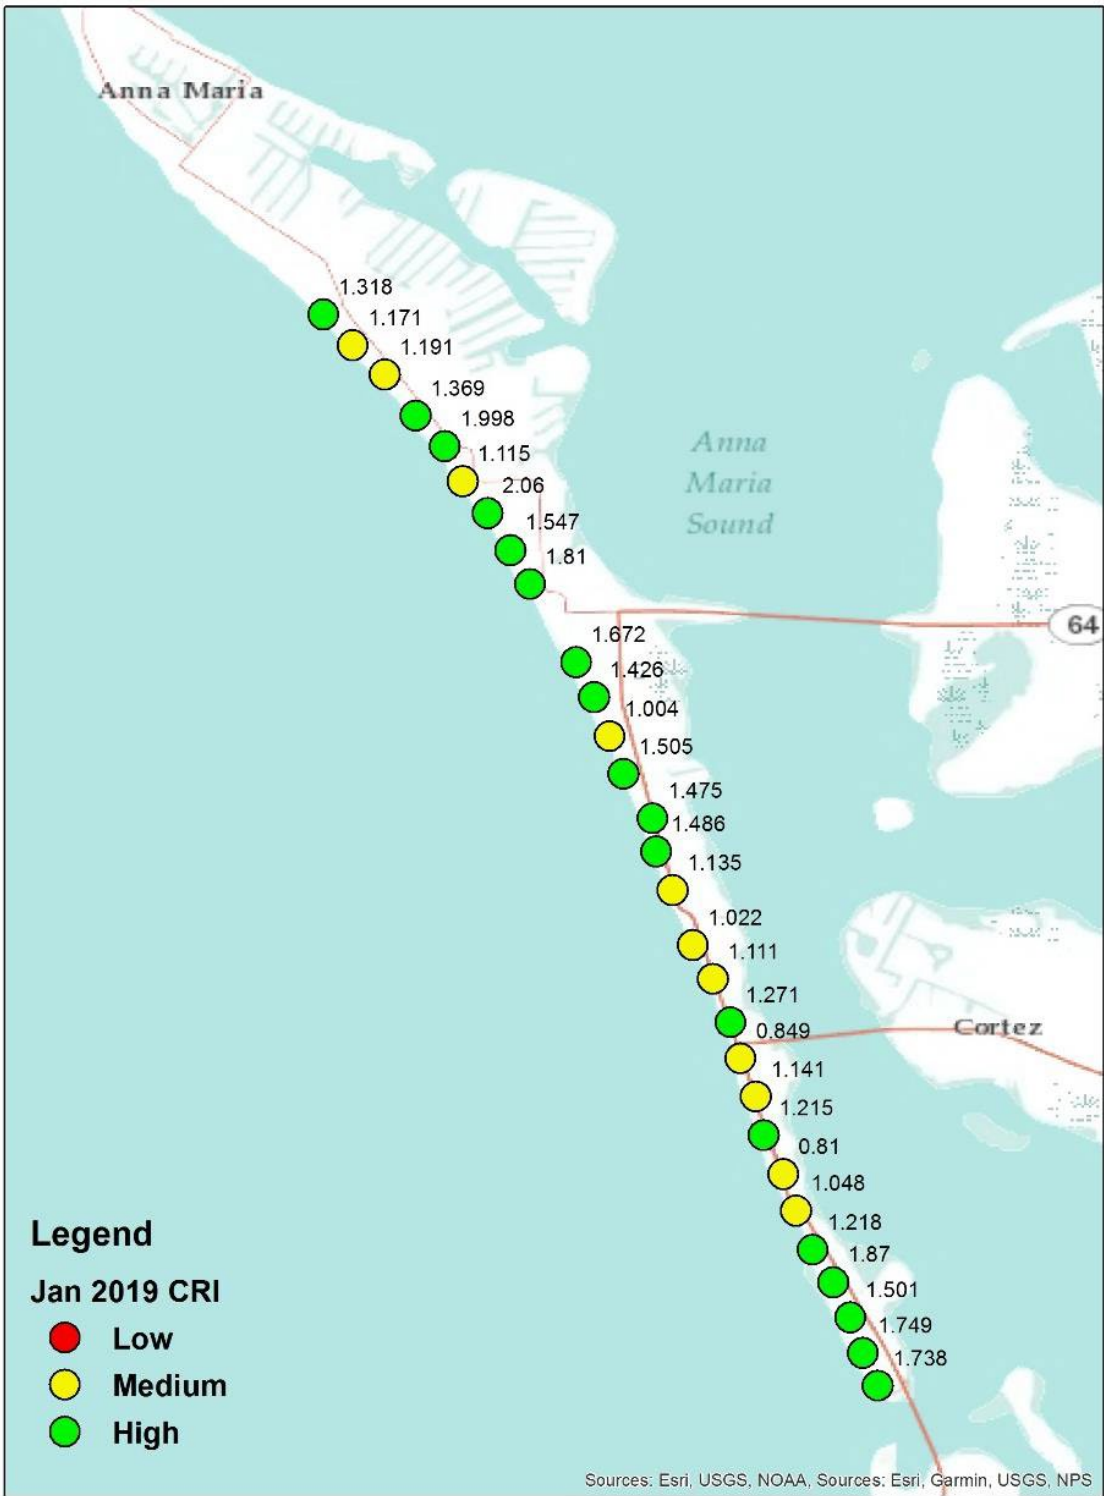 Anna Maria
1.318
1.171
1.191
1.369
1.998
1.115
2.06
1.547
1.81
Anna
Maria
Sound
64
1.672
1.426
1.004
1.505
1.475
1.486
1.135
1.022
1.111
1.271
0.849
Cortez
1.141
1.215
0.81
1.048
1.218
1.87
1.501
1.749
1.738
Legend
Jan 2019 CRI
Low
Medium
High
Sources: Esri, USGS, NOAA, Sources: Esri, Garmin, USGS, NPS